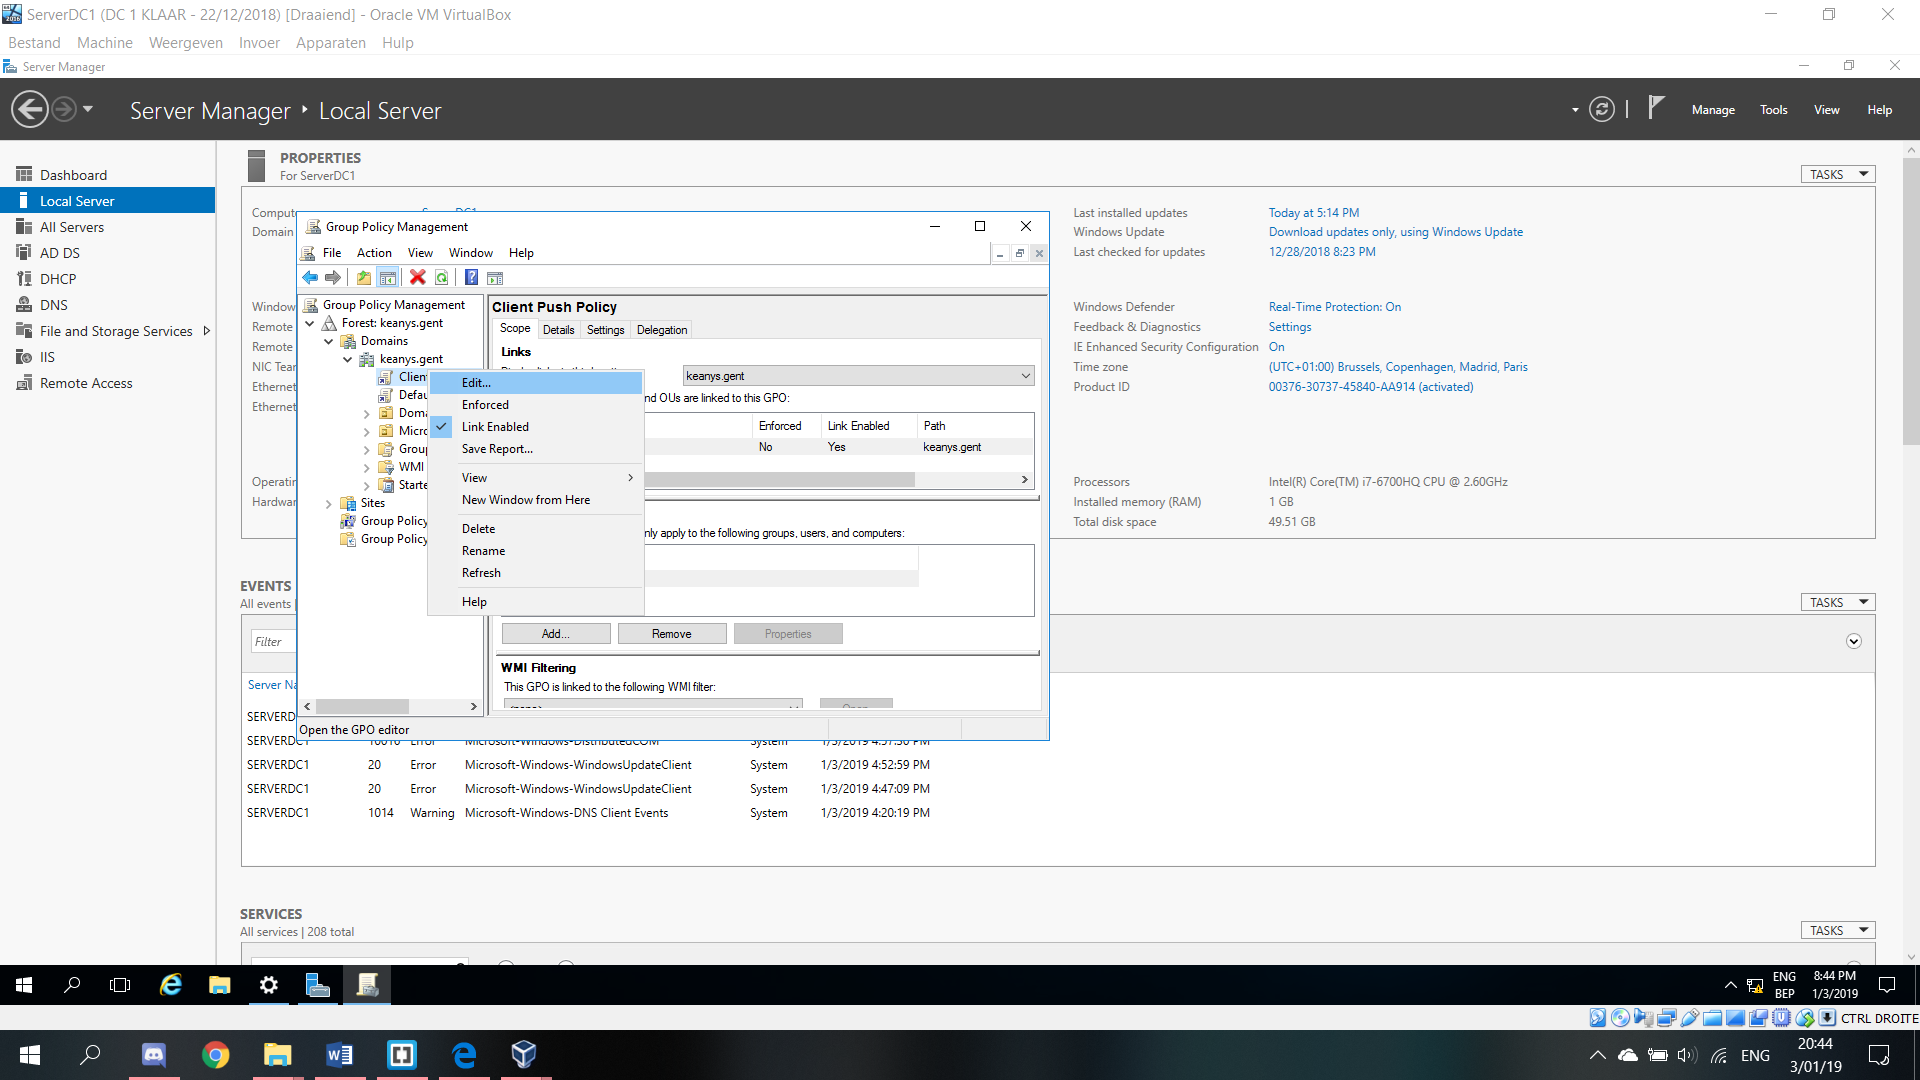 ServerDC1 (DC 1 KLAAR - 22/12/2018) [Draaiend] - Oracle VM VirtualBox
Bestand Machine Weergeven Invoer Apparaten Hulp
Server Manager
Server Manager Local Server
Manage Tools View Help
Dashboard
Local Server
All Servers
AD DS
DHCP
DNS
File and Storage Services
IIS
Remote Access
PROPERTIES
For ServerDC1
TASKS
Domain
Remote
Remote
NIC
Ethernet
Last installed updates Today at 5:14 PM
Windows Update Download updates only, using Windows Update
Last checked for updates 12/28/2018 8:23 PM
Windows Defender Real-Time Protection: On
Feedback & Diagnostics Settings
IE Enhanced Security Configuration On
Time zone (UTC+01:00) Brussels, Copenhagen, Madrid, Paris
Product ID 00376-30737-45840-AA914 (activated)
Processors Intel(R) Core(TM) i7-6700HQ CPU @ 2.60GHz
Installed memory (RAM) 1 GB
Total disk space 49.51 GB
Group Policy Management
File Action View Window Help
Group Policy Management
Forest: keanys.gent
Domains
keanys.gent
Client
WMI
Sites
Group Policy
Group Policy
Client Push Policy
Scope Details Settings Delegation
Links
keanys.gent
nd OUs are linked to this GPO:
Enforced Link Enabled Path
No Yes keanys.gent
nly apply to the following groups, users, and computers:
Add... Remove Properties
WMI Filtering
This GPO is linked to the following WMI filter:
Open the GPO editor
Edit...
Enforced
Link Enabled
Save Report...
View
New Window from Here
Delete
Rename
Refresh
Help
EVENTS
All events |
TASKS
Filter
Server Na
SERVERD
SERVERDC1 10016 Error Microsoft-Windows-DistributedCOM System 1/3/2019 4:57:30 PM
SERVERDC1 20 Error Microsoft-Windows-WindowsUpdateClient System 1/3/2019 4:52:59 PM
SERVERDC1 20 Error Microsoft-Windows-WindowsUpdateClient System 1/3/2019 4:47:09 PM
SERVERDC1 1014 Warning Microsoft-Windows-DNS Client Events System 1/3/2019 4:20:19 PM
SERVICES
All services | 208 total
TASKS
ENG
BEP
8:44 PM
1/3/2019
CTRL DROITE
ENG
20:44
3/01/19